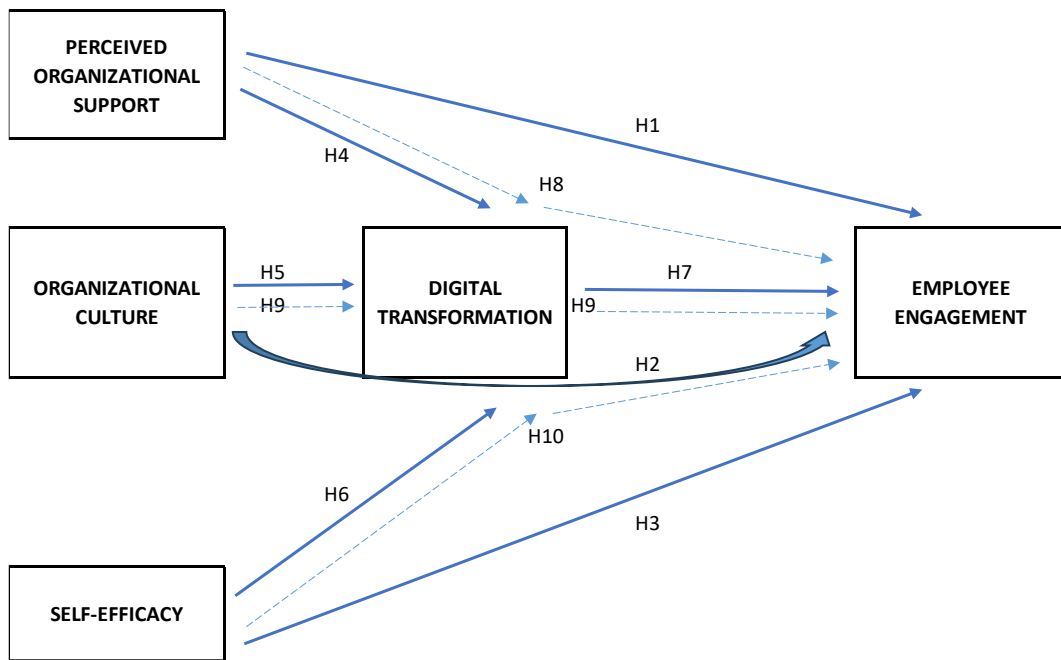 PERCEIVED
ORGANIZATIONAL
SUPPORT
H1
H4
H8
ORGANIZATIONAL
CULTURE
H5
H9
DIGITAL
TRANSFORMATION
H7
H9
EMPLOYEE
ENGAGEMENT
H2
H10
H6
H3
SELF-EFFICACY